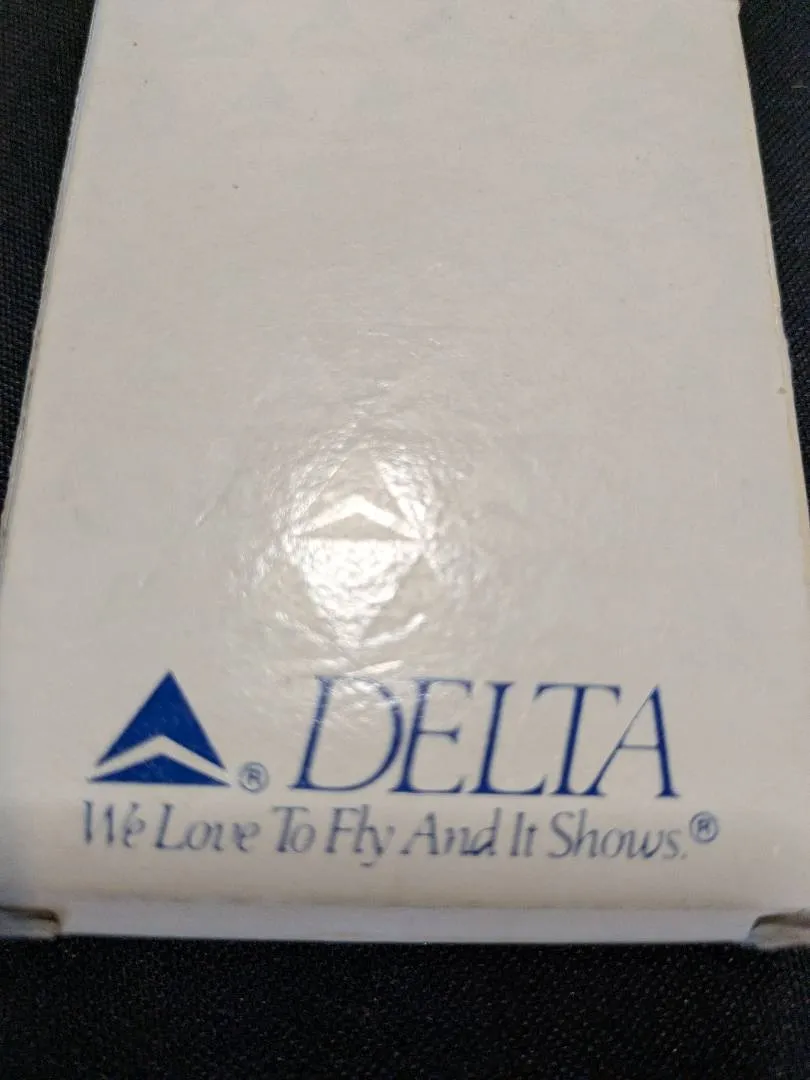 ® DELTA
We Love To Fly And It Shows.®